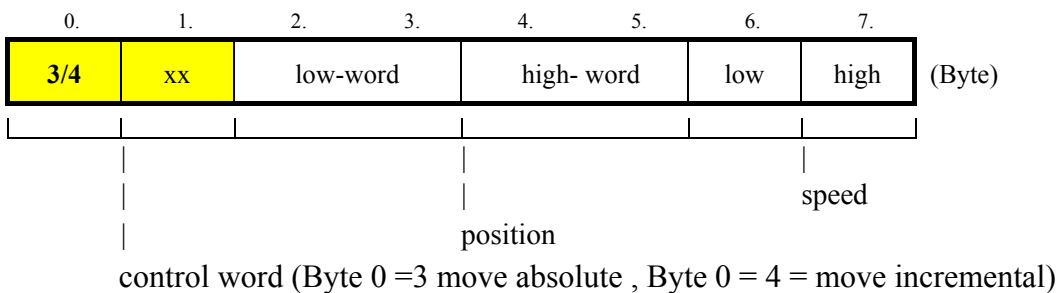 0. 1. 2. 3. 4. 5. 6. 7.
3/4 xx low-word high- word low high (Byte)
speed
position
control word (Byte 0 =3 move absolute , Byte 0 = 4 = move incremental)